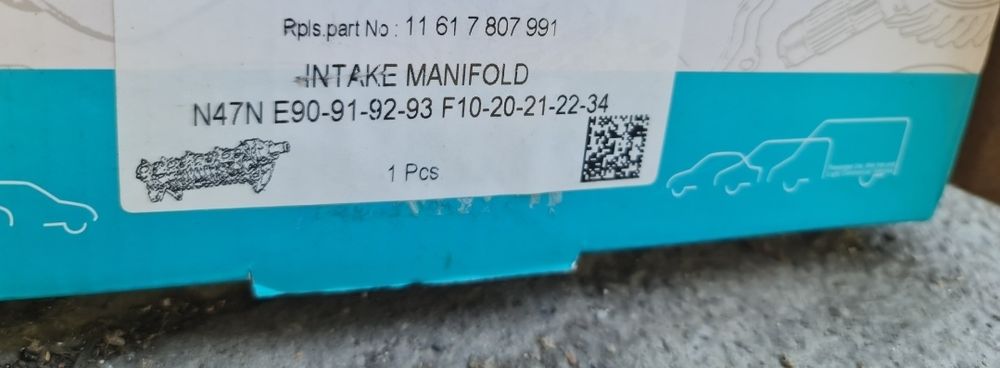 Rpls.part No : 11 61 7 807 991
INTAKE MANIFOLD
N47N E90-91-92-93 F10-20-21-22-34
1 Pcs